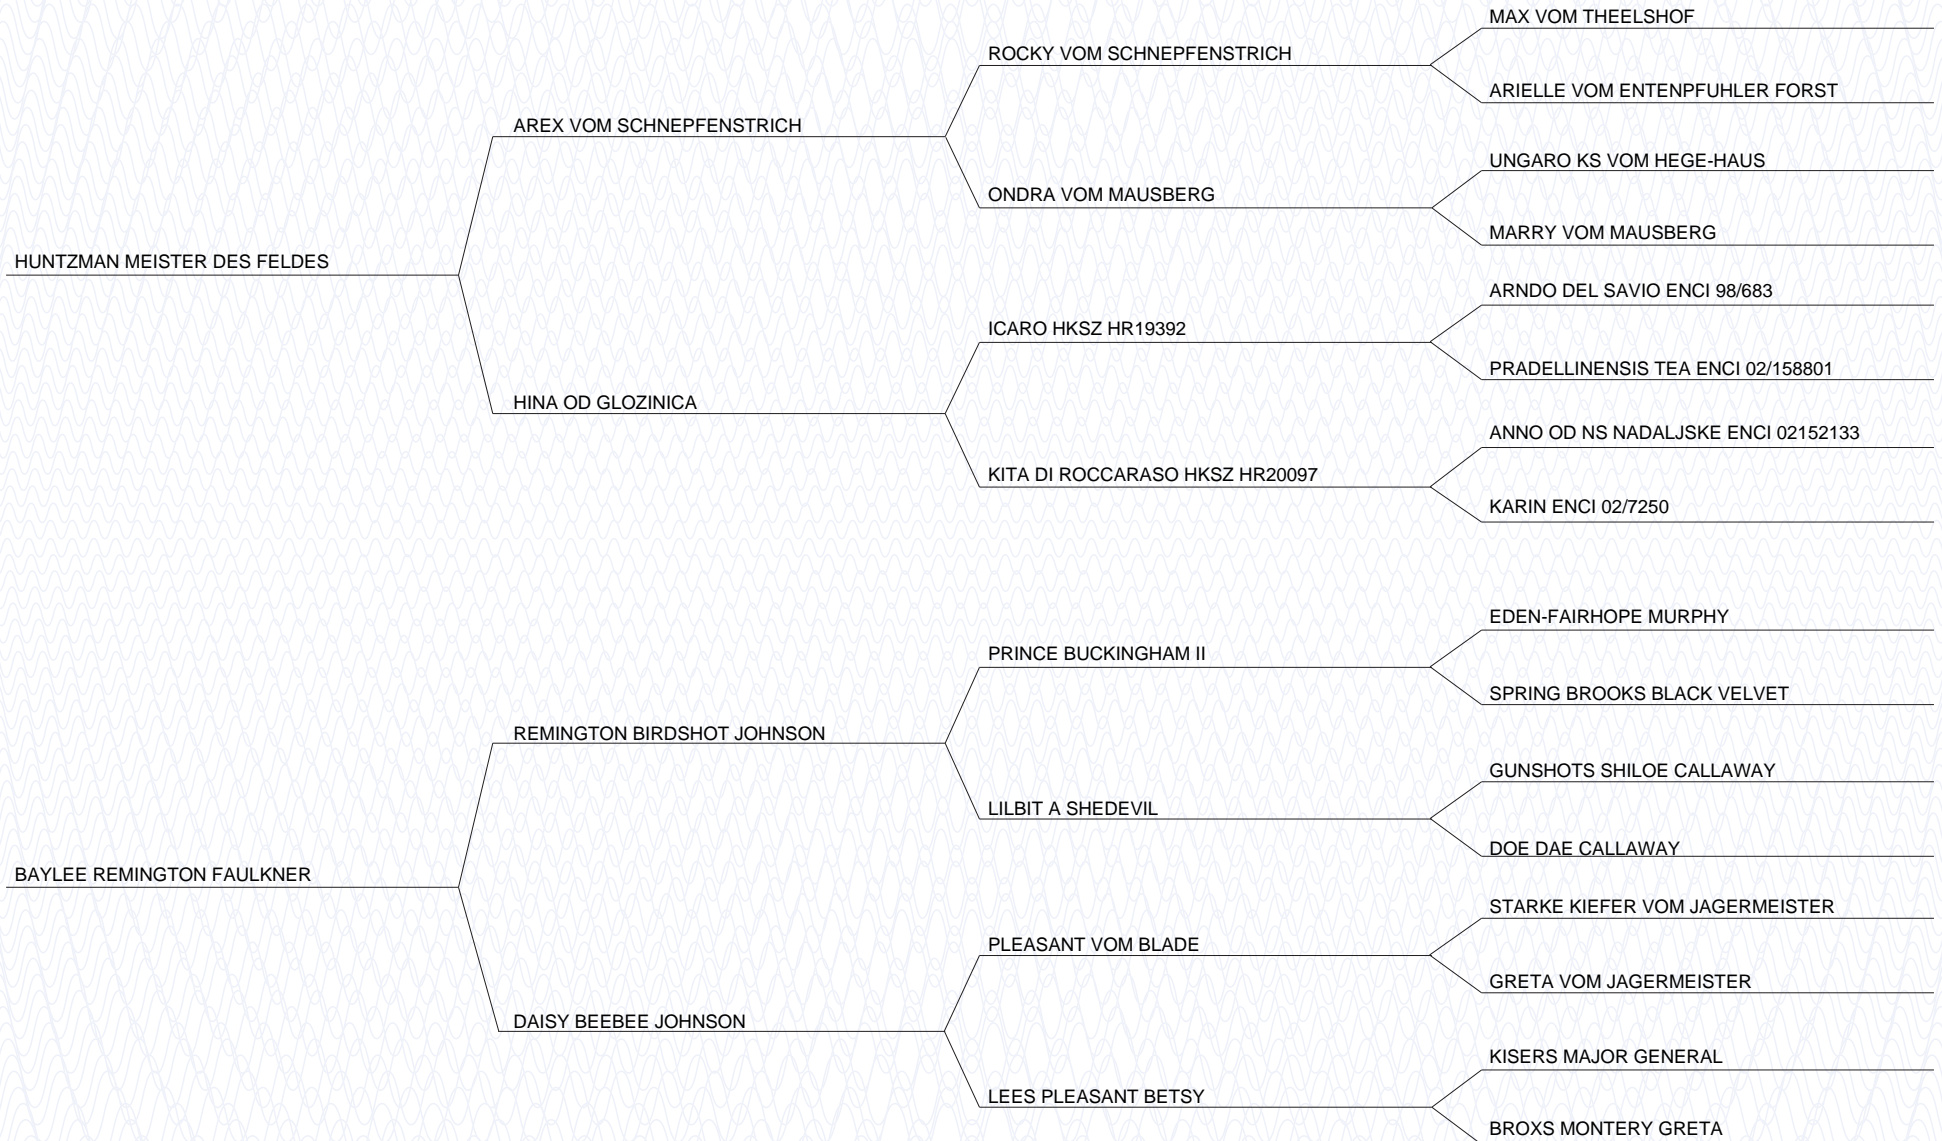 MAX VOM THEELSHOF
ROCKY VOM SCHNEPFENSTRICH
ARIELLE VOM ENTENPFUHLER FORST
AREX VOM SCHNEPFENSTRICH
UNGARO KS VOM HEGE-HAUS
ONDRA VOM MAUSBERG
MARRY VOM MAUSBERG
HUNTZMAN MEISTER DES FELDES
ARNDO DEL SAVIO ENCI 98/683
ICARO HKSZ HR19392
PRADELLINENSIS TEA ENCI 02/158801
HINA OD GLOZINICA
ANNO OD NS NADALJSKE ENCI 02152133
KITA DI ROCCARASO HKSZ HR20097
KARIN ENCI 02/7250
EDEN-FAIRHOPE MURPHY
PRINCE BUCKINGHAM II
SPRING BROOKS BLACK VELVET
REMINGTON BIRDSHOT JOHNSON
GUNSHOTS SHILOE CALLAWAY
LILBIT A SHEDEVIL
DOE DAE CALLAWAY
BAYLEE REMINGTON FAULKNER
STARKE KIEFER VOM JAGERMEISTER
PLEASANT VOM BLADE
GRETA VOM JAGERMEISTER
DAISY BEEBEE JOHNSON
KISERS MAJOR GENERAL
LEES PLEASANT BETSY
BROXS MONTERY GRETA